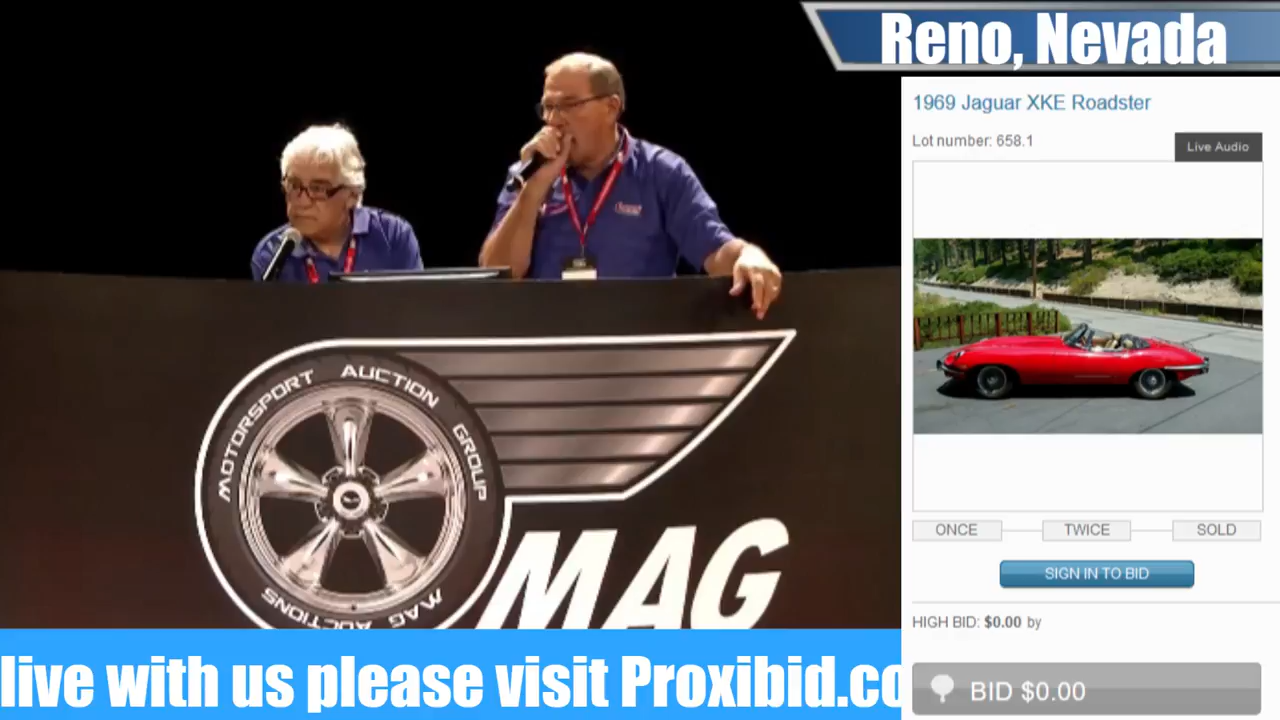 Reno, Nevada
1969 Jaguar XKE Roadster
Lot number: 658.1
Live Audio
MOTORSPORT AUCTION GROUP
MAG AUCTIONS
MAG
ONCE
TWICE
SOLD
SIGN IN TO BID
HIGH BID: $0.00 by
BID $0.00
live with us please visit Proxibid.co